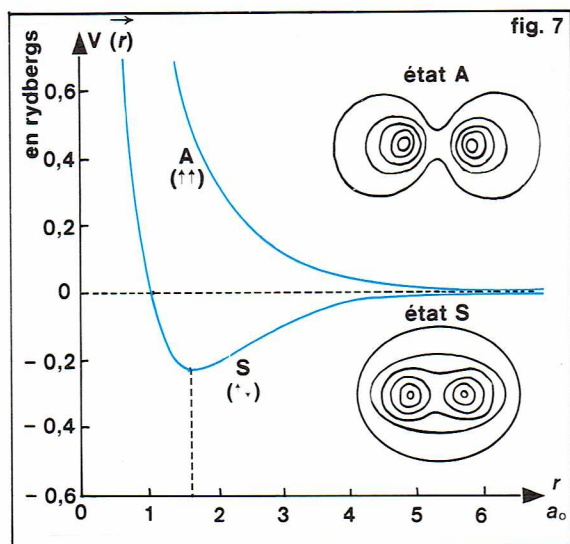 fig. 7
V (r)
en rydbergs
état A
0,6
A
(↑↑)
0,4
0,2
0
état S
− 0,2
S
− 0,4
− 0,6
0 1 2 3 4 5 6
r
a₀